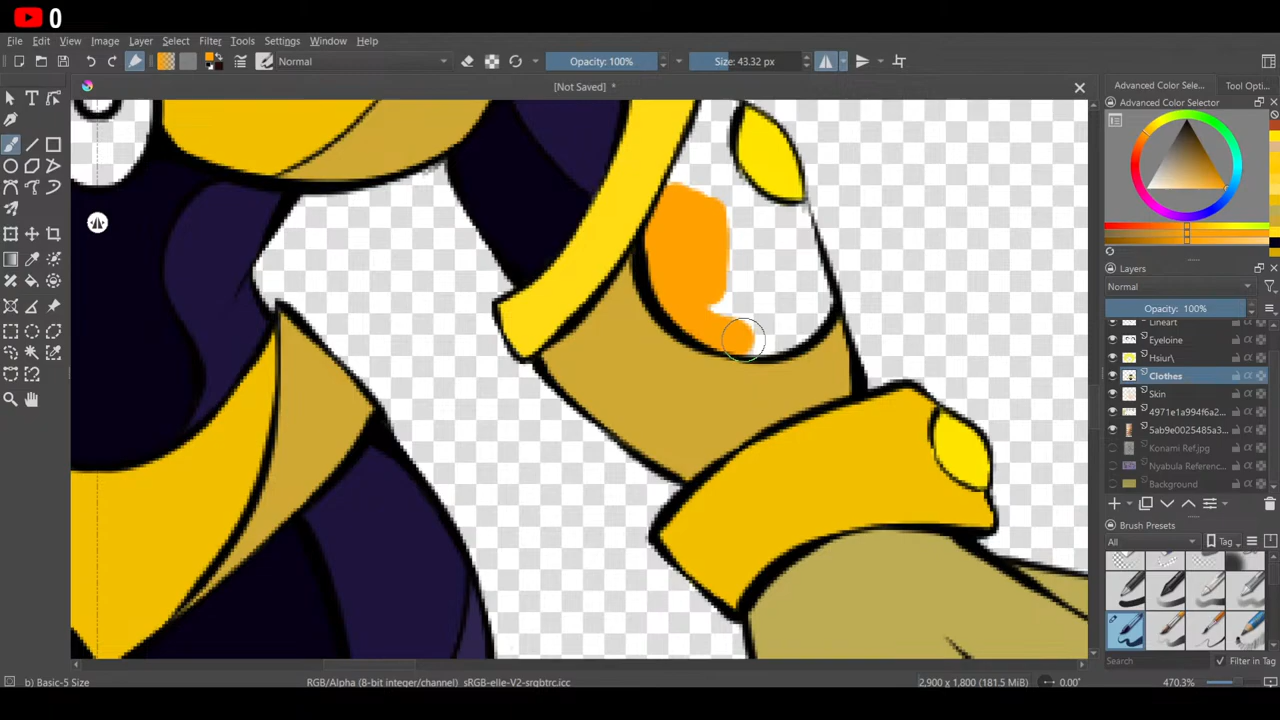 0
File Edit View Image Layer Select Filter Tools Settings Window Help
Normal
Opacity: 100%
Size: 43.32 px
[Not Saved] *
Advanced Color Sele...
Tool Opti...
Advanced Color Selector
Layers
Normal
Opacity: 100%
Lineart
Eyeloine
Hsiur\
Clothes
Skin
4971e1a994f6a2...
5ab9e0025485a3...
Konami Ref.jpg
Nyabula Referenc...
Background
Brush Presets
All
Tag
Search
Filter in Tag
b) Basic-5 Size
RGB/Alpha (8-bit integer/channel) sRGB-elle-V2-srgbtrc.icc
2,900 x 1,800 (181.5 MiB)
0.00°
470.3%